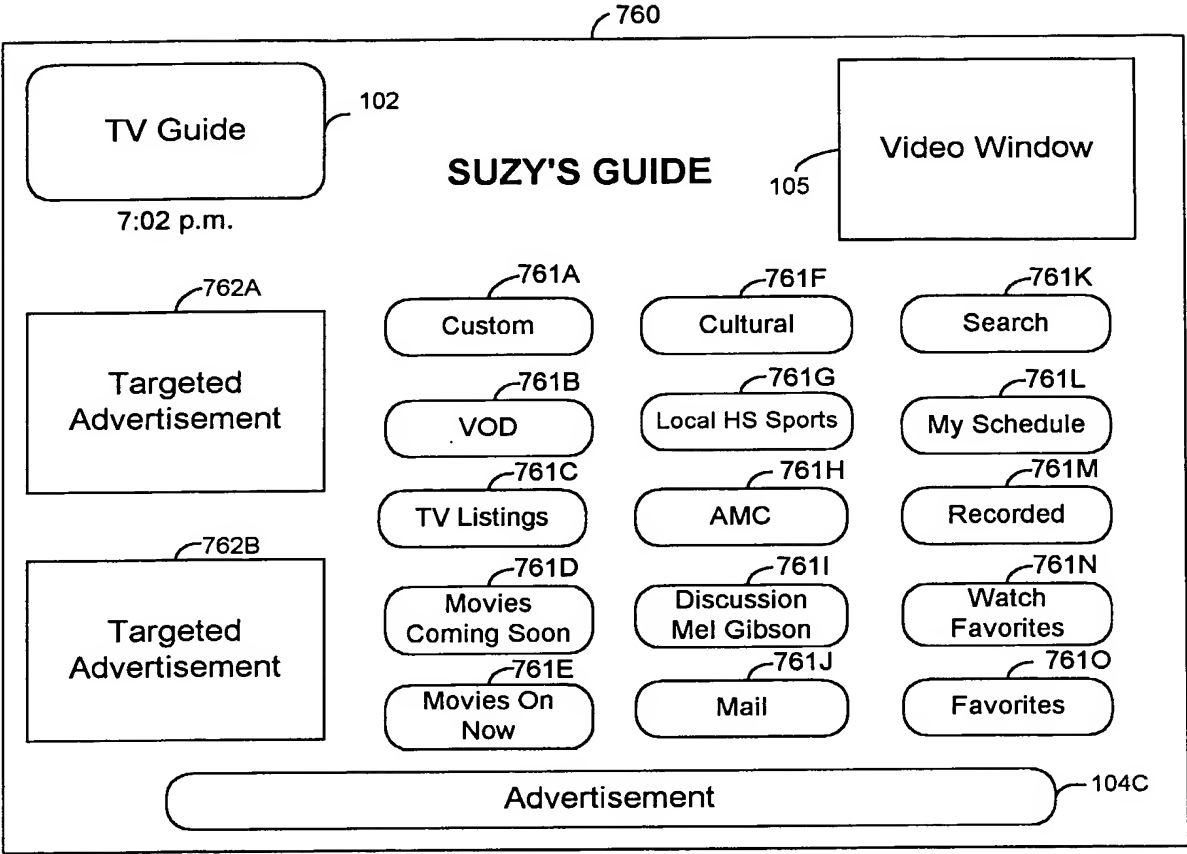 760
TV Guide
102
7:02 p.m.
SUZY'S GUIDE
Video Window
105
762A
Targeted
Advertisement
762B
Targeted
Advertisement
761A
Custom
761F
Cultural
761K
Search
761B
VOD
761G
Local HS Sports
761L
My Schedule
761C
TV Listings
761H
AMC
761M
Recorded
761D
Movies
Coming Soon
761I
Discussion
Mel Gibson
761N
Watch
Favorites
761E
Movies On
Now
761J
Mail
761O
Favorites
Advertisement
104C